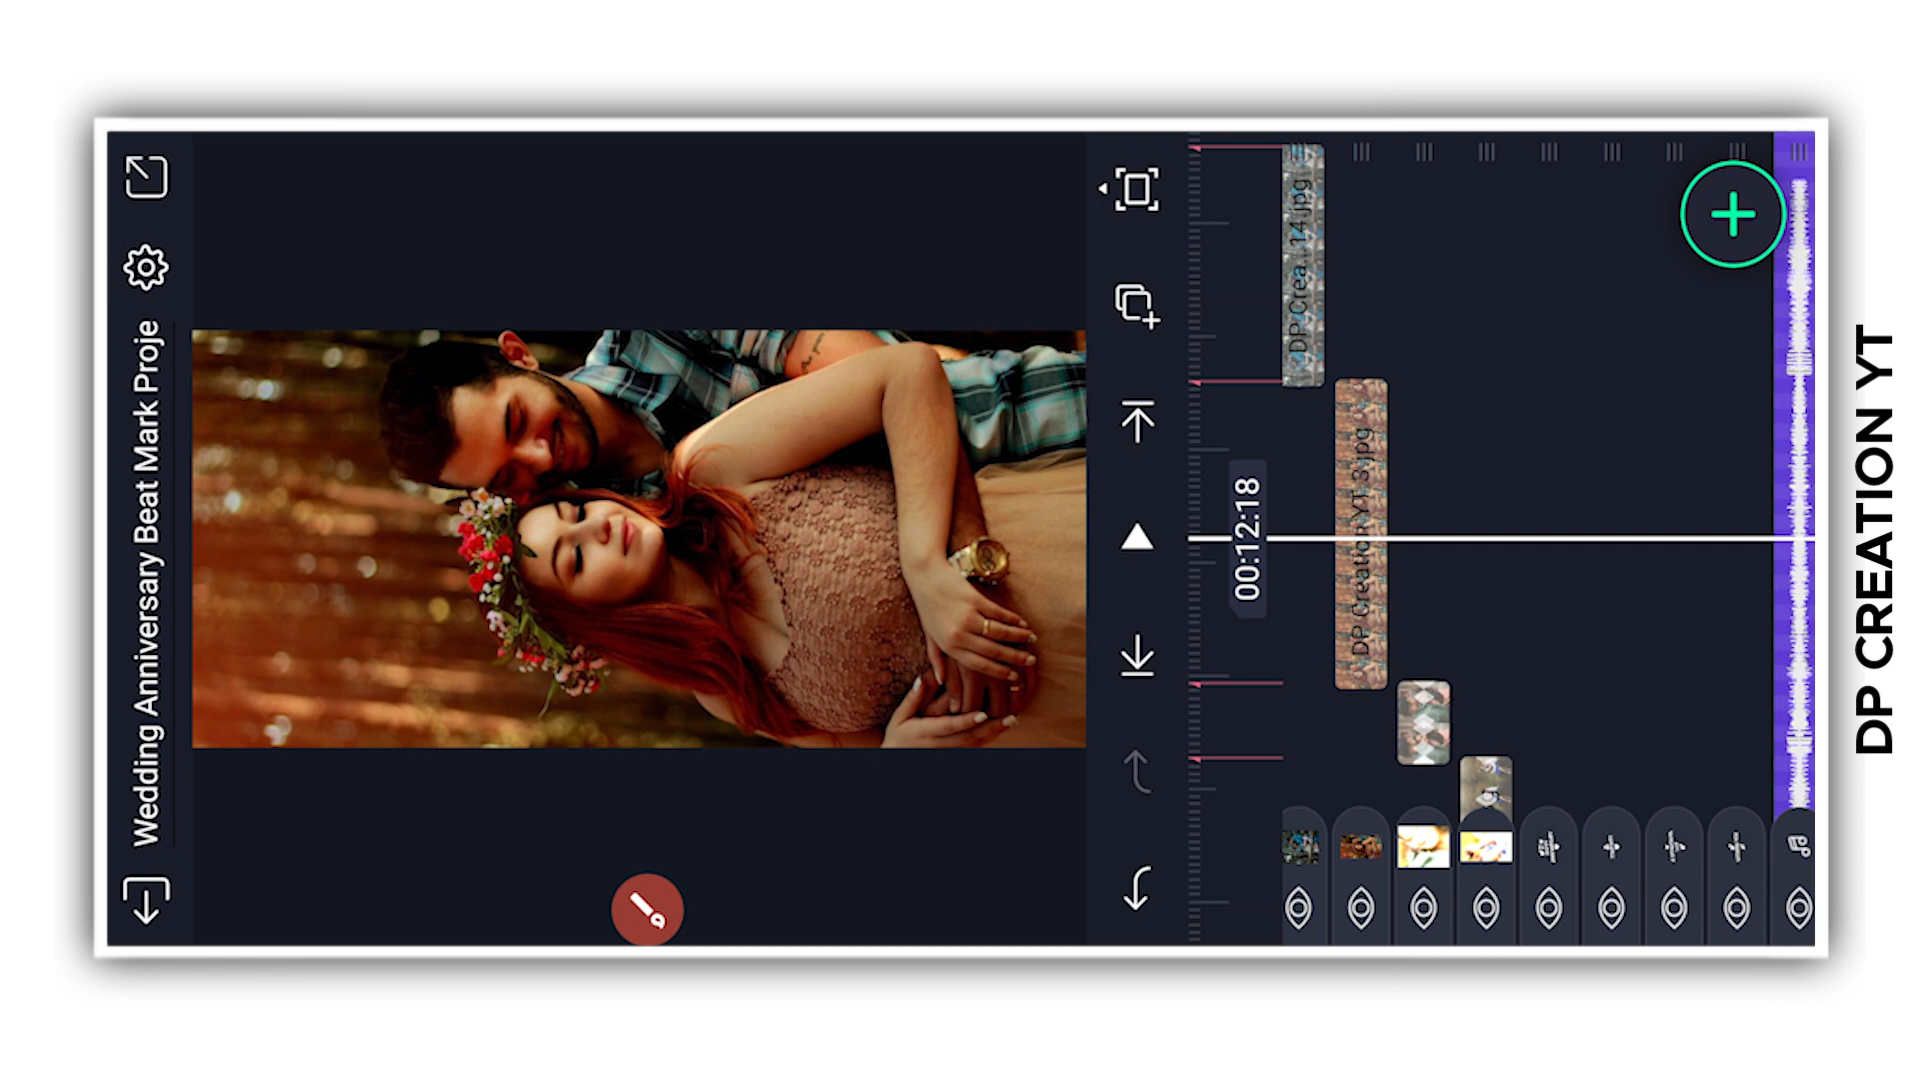 Wedding Anniversary Beat Mark Proje
00:12:18
DP Crea...14.jpg
DP Creation YT 3.jpg
DP CREATION YT